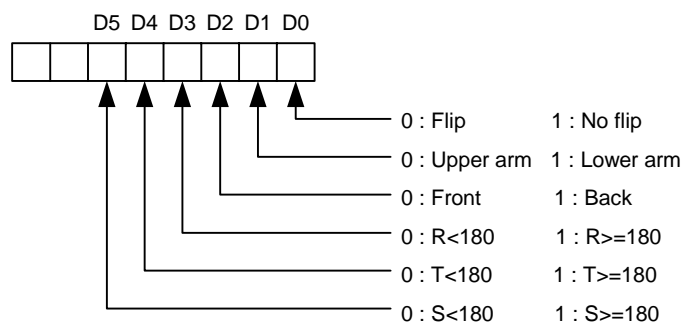 D5 D4 D3 D2 D1 D0
0 : Flip 1 : No flip
0 : Upper arm 1 : Lower arm
0 : Front 1 : Back
0 : R<180 1 : R>=180
0 : T<180 1 : T>=180
0 : S<180 1 : S>=180